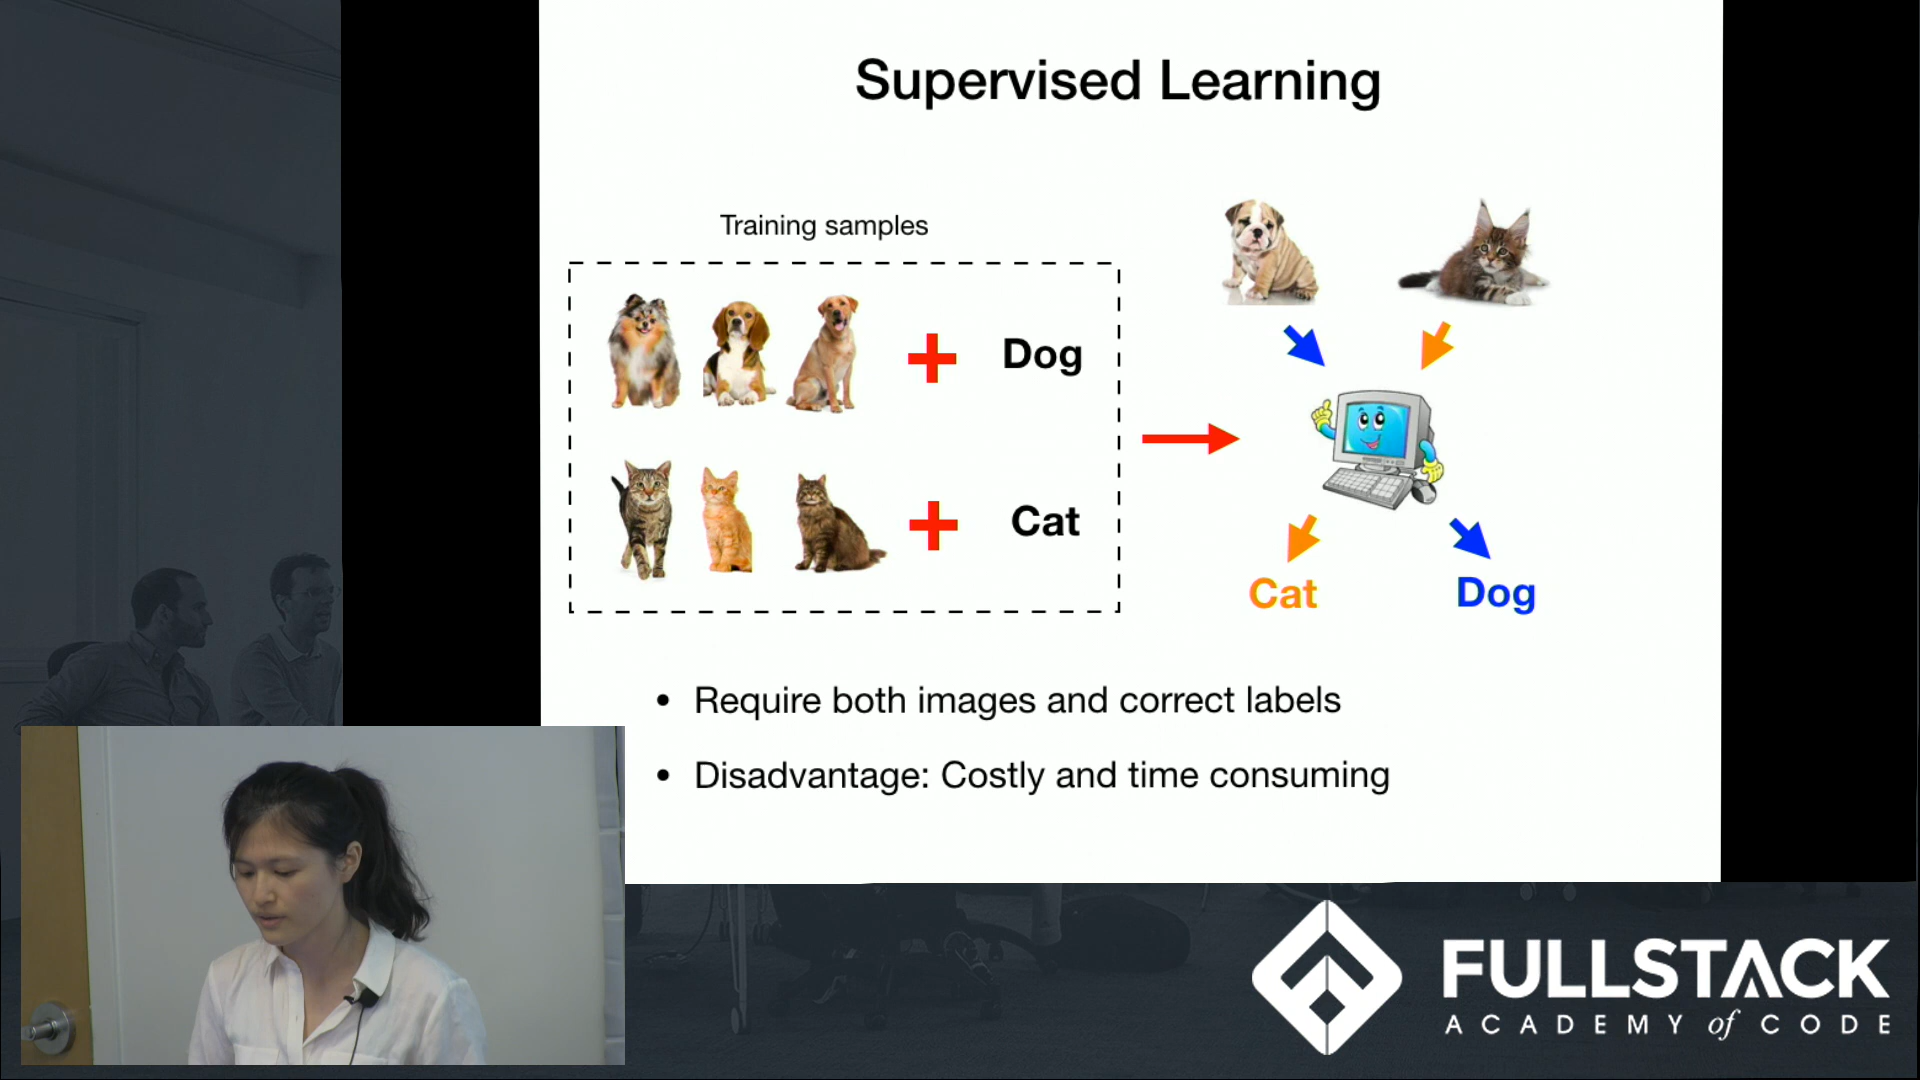 Supervised Learning
Training samples
Dog
Cat
Cat
Dog
• Require both images and correct labels
• Disadvantage: Costly and time consuming
FULLSTACK
ACADEMY of CODE